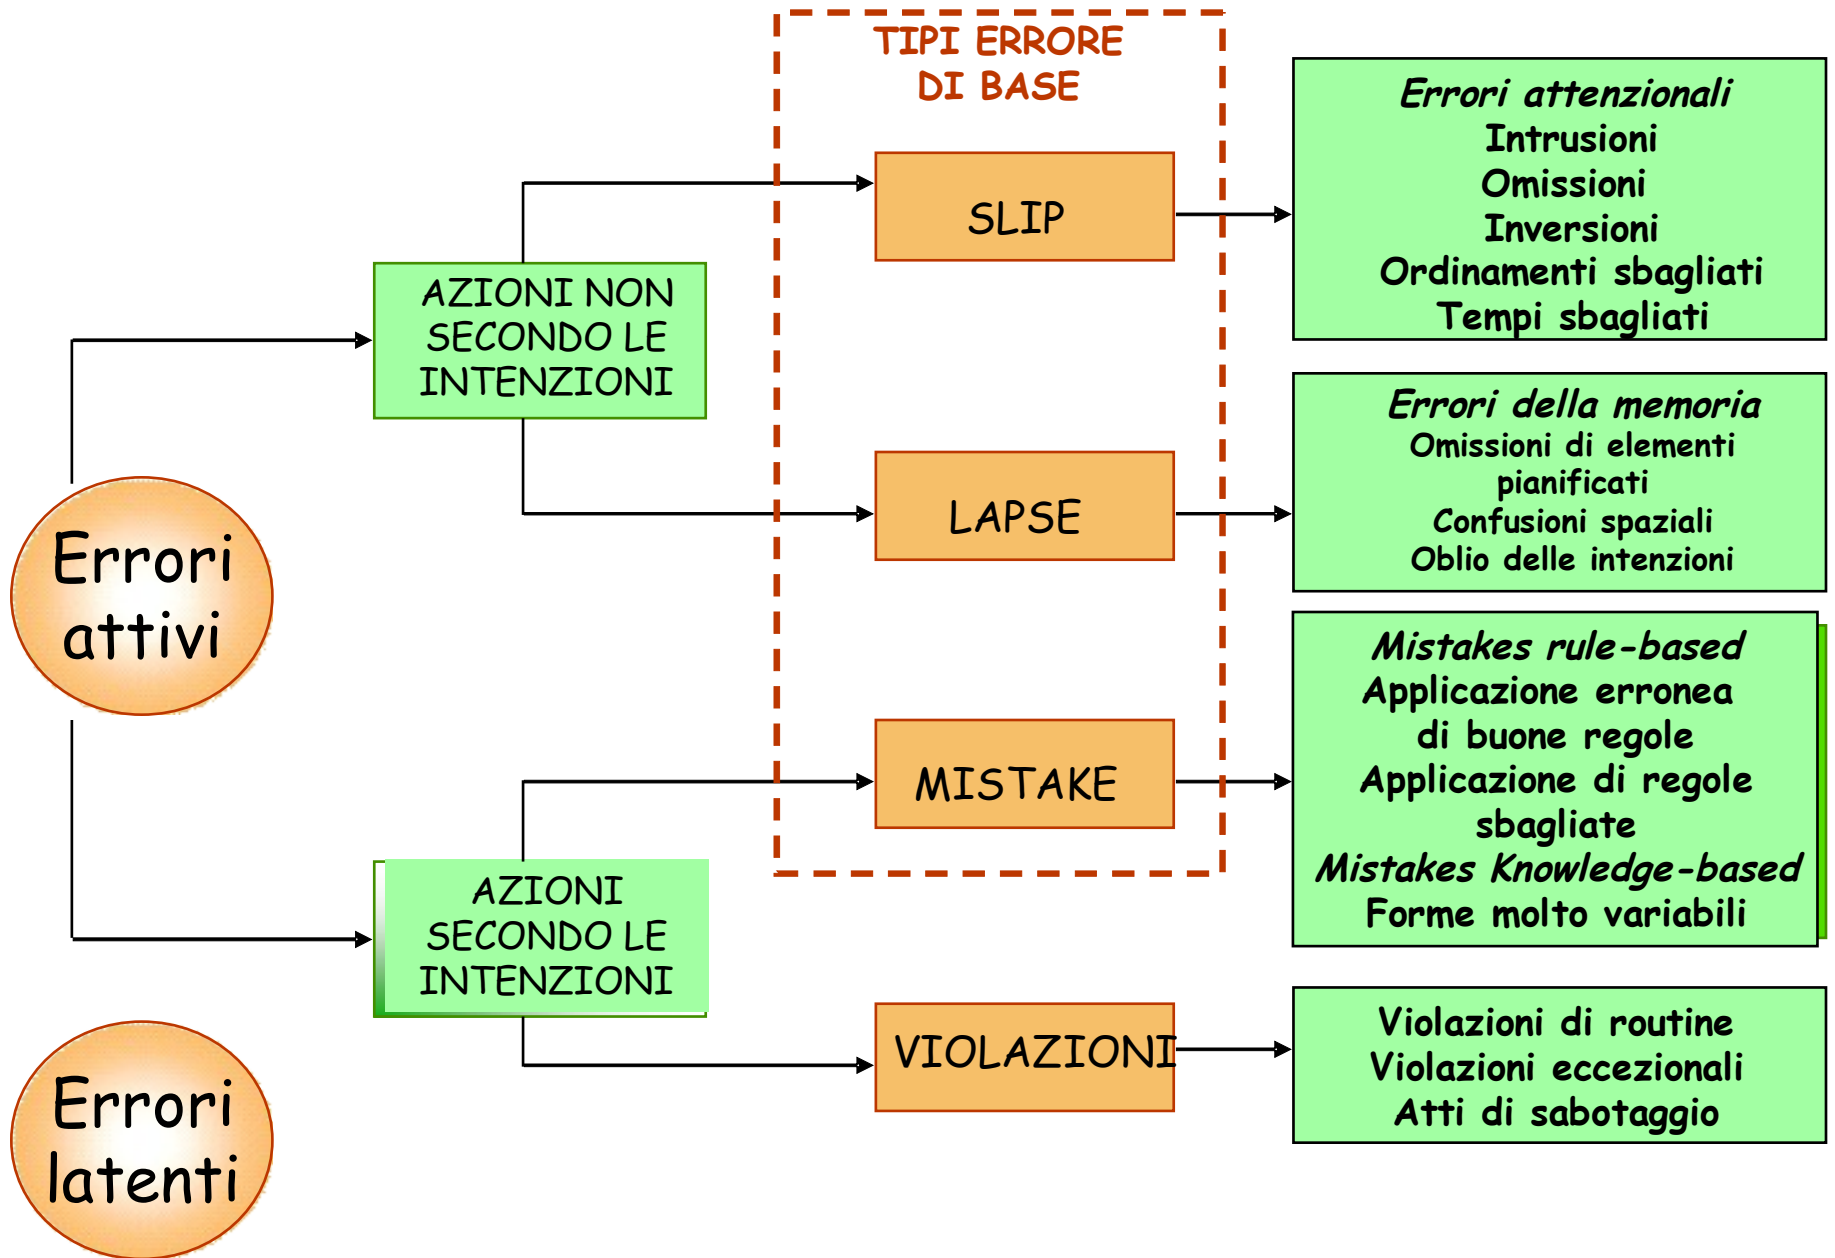 TIPI ERRORE
DI BASE
Errori attenzionali
Intrusioni
Omissioni
Inversioni
Ordinamenti sbagliati
Tempi sbagliati
SLIP
AZIONI NON
SECONDO LE
INTENZIONI
Errori della memoria
Omissioni di elementi
pianificati
Confusioni spaziali
Oblio delle intenzioni
LAPSE
Errori
attivi
Mistakes rule-based
Applicazione erronea
di buone regole
Applicazione di regole
sbagliate
Mistakes Knowledge-based
Forme molto variabili
MISTAKE
AZIONI
SECONDO LE
INTENZIONI
VIOLAZIONI
Violazioni di routine
Violazioni eccezionali
Atti di sabotaggio
Errori
latenti